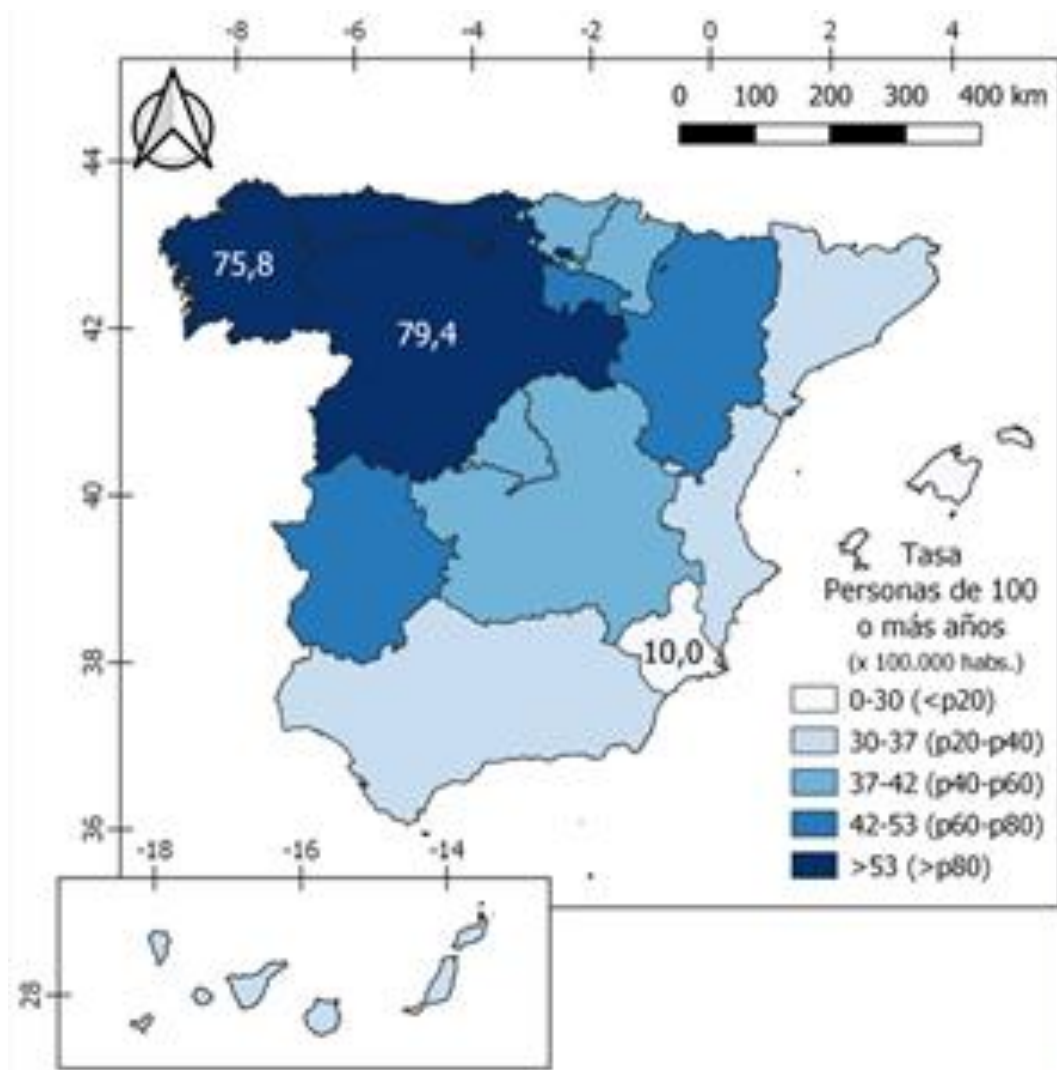 -8 -6 -4 -2 0 2 4
0 100 200 300 400 km
44
75,8
42
79,4
40
Tasa
Personas de 100
o más años
(x 100.000 habs.)
38
10,0
0-30 (<p20)
30-37 (p20-p40)
37-42 (p40-p60)
42-53 (p60-p80)
>53 (>p80)
36
-18 -16 -14
28